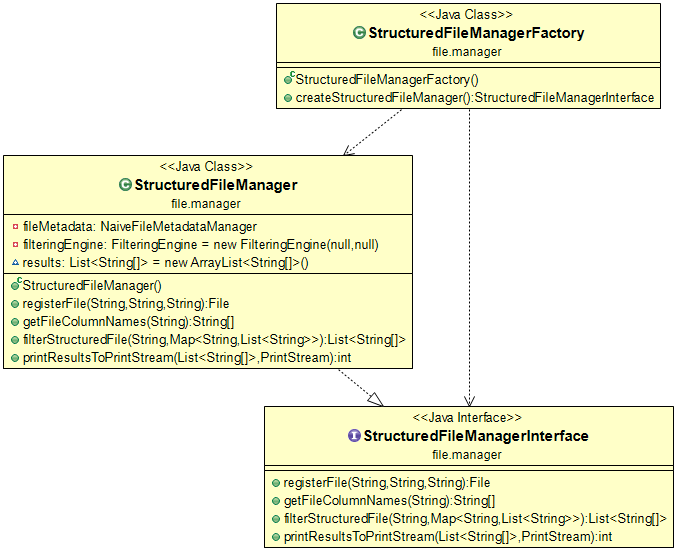 <<Java Class>>
StructuredFileManagerFactory
file.manager
StructuredFileManagerFactory()
createStructuredFileManager():StructuredFileManagerInterface
<<Java Class>>
StructuredFileManager
file.manager
fileMetadata: NaiveFileMetadataManager
filteringEngine: FilteringEngine = new FilteringEngine(null,null)
results: List<String[]> = new ArrayList<String[]>()
StructuredFileManager()
registerFile(String,String,String):File
getFileColumnNames(String):String[]
filterStructuredFile(String,Map<String,List<String>>):List<String[]>
printResultsToPrintStream(List<String[]>,PrintStream):int
<<Java Interface>>
StructuredFileManagerInterface
file.manager
registerFile(String,String,String):File
getFileColumnNames(String):String[]
filterStructuredFile(String,Map<String,List<String>>):List<String[]>
printResultsToPrintStream(List<String[]>,PrintStream):int